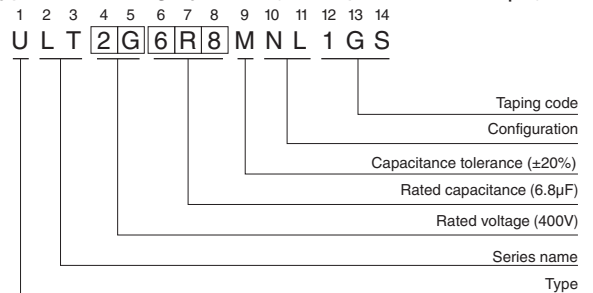 1 2 3 4 5 6 7 8 9 10 11 12 13 14
U L T 2 G 6 R 8 M N L 1 G S
Taping code
Configuration
Capacitance tolerance (±20%)
Rated capacitance (6.8µF)
Rated voltage (400V)
Series name
Type